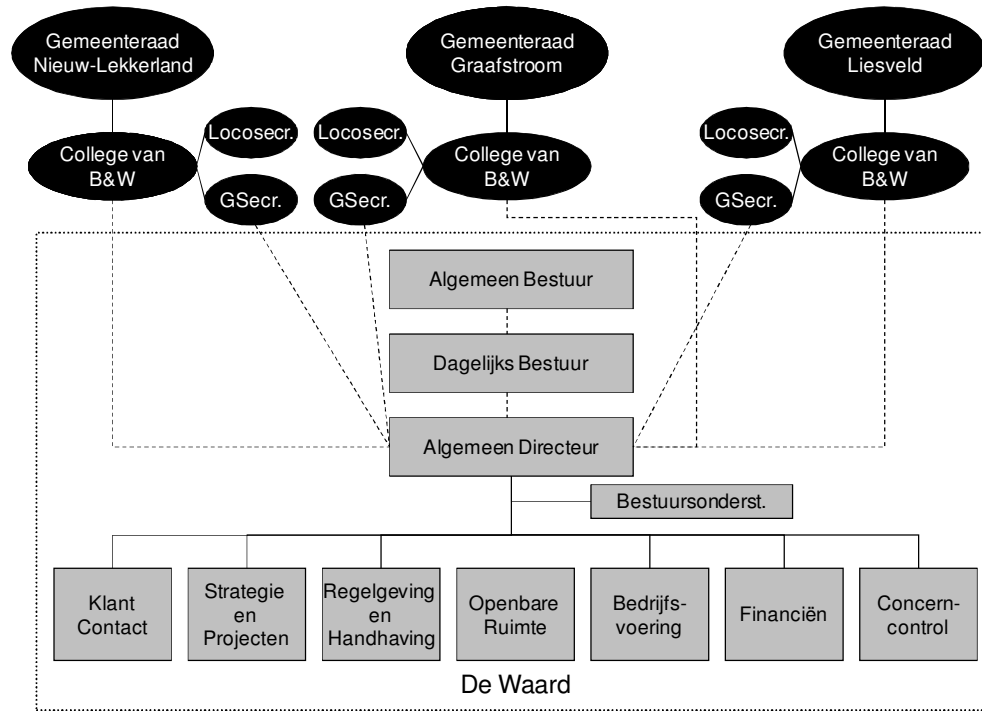 Gemeenteraad
Nieuw-Lekkerland
Gemeenteraad
Graafstroom
Gemeenteraad
Liesveld
Locosecr.
Locosecr.
Locosecr.
College van
B&W
College van
B&W
College van
B&W
GSecr.
GSecr.
GSecr.
Algemeen Bestuur
Dagelijks Bestuur
Algemeen Directeur
Bestuursonderst.
Klant
Contact
Strategie
en
Projecten
Regelgeving
en
Handhaving
Openbare
Ruimte
Bedrijfs-
voering
Financiën
Concern-
control
De Waard